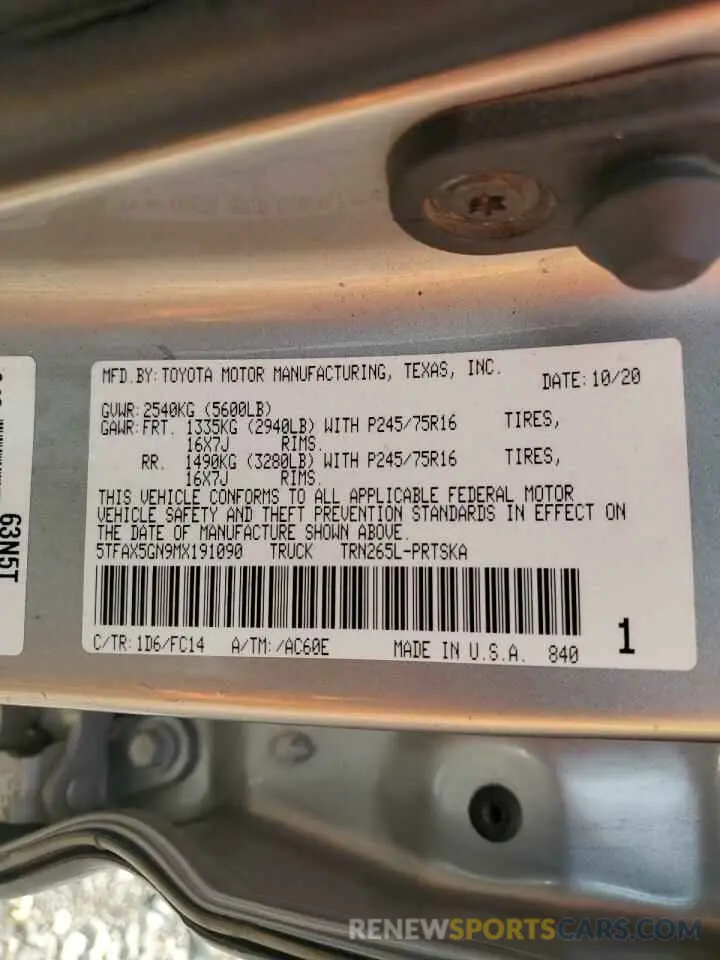 MFD.BY:TOYOTA MOTOR MANUFACTURING, TEXAS, INC. DATE:10/20
GVWR:2540KG (5600LB)
GAWR:FRT. 1335KG (2940LB) WITH P245/75R16 TIRES,
16X7J RIMS.
RR. 1490KG (3280LB) WITH P245/75R16 TIRES,
16X7J RIMS.
THIS VEHICLE CONFORMS TO ALL APPLICABLE FEDERAL MOTOR
VEHICLE SAFETY AND THEFT PREVENTION STANDARDS IN EFFECT ON
THE DATE OF MANUFACTURE SHOWN ABOVE.
5TFAX5GN9MX191090 TRUCK TRN265L-PRTSKA
C/TR:1D6/FC14 A/TM:/AC60E MADE IN U.S.A. 840 1
63N5T
RENEWSPORTSCARS.COM